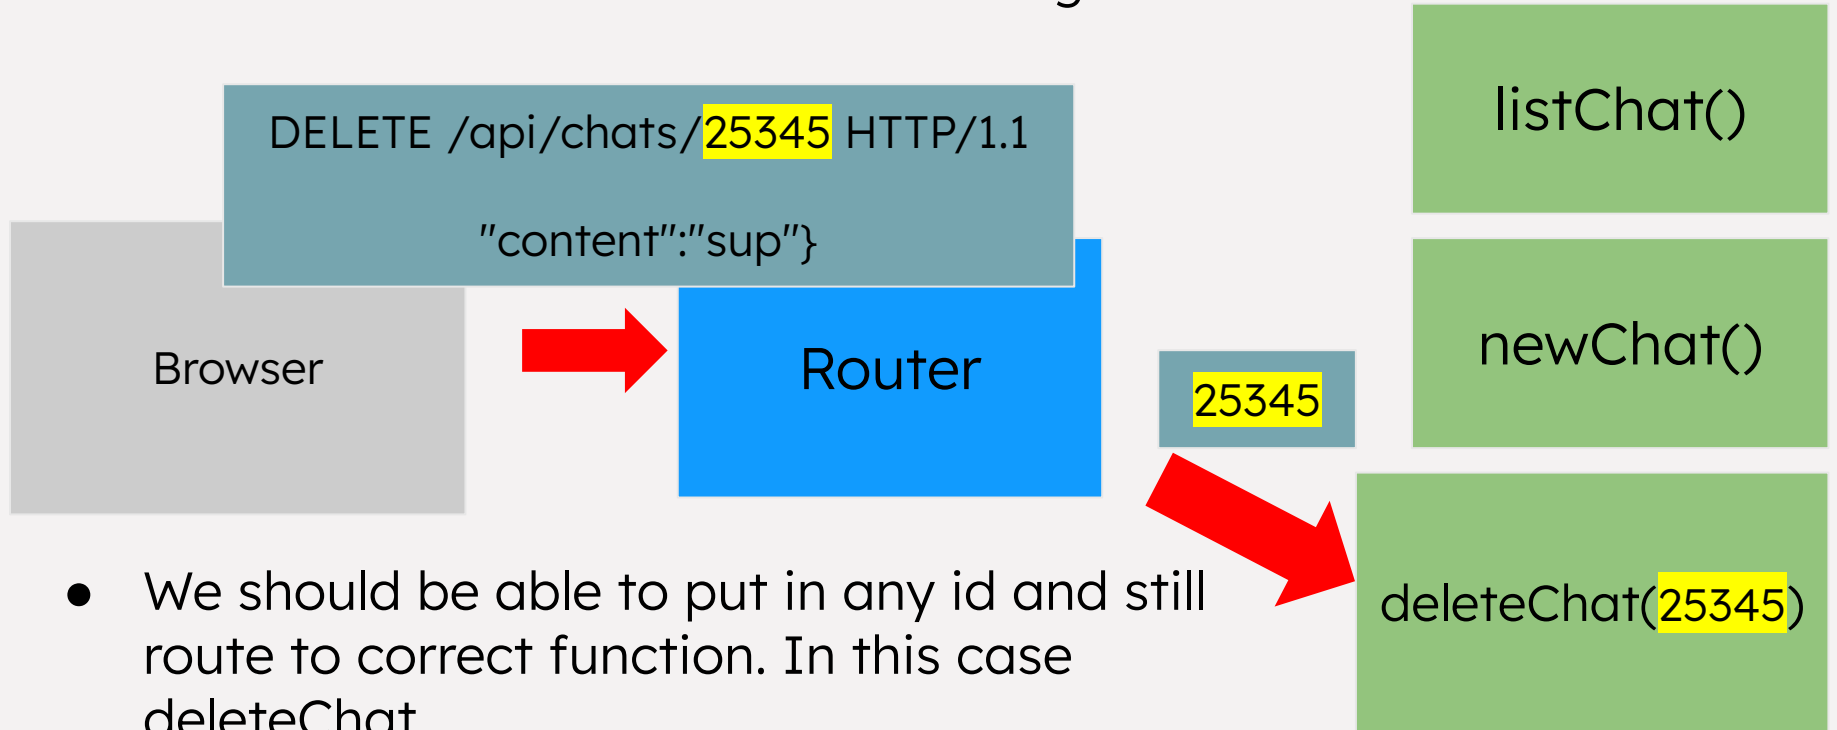 listChat()
DELETE /api/chats/25345 HTTP/1.1
"content":"sup"}
Browser
Router
newChat()
25345
deleteChat(25345)
● We should be able to put in any id and still
route to correct function. In this case
deleteChat